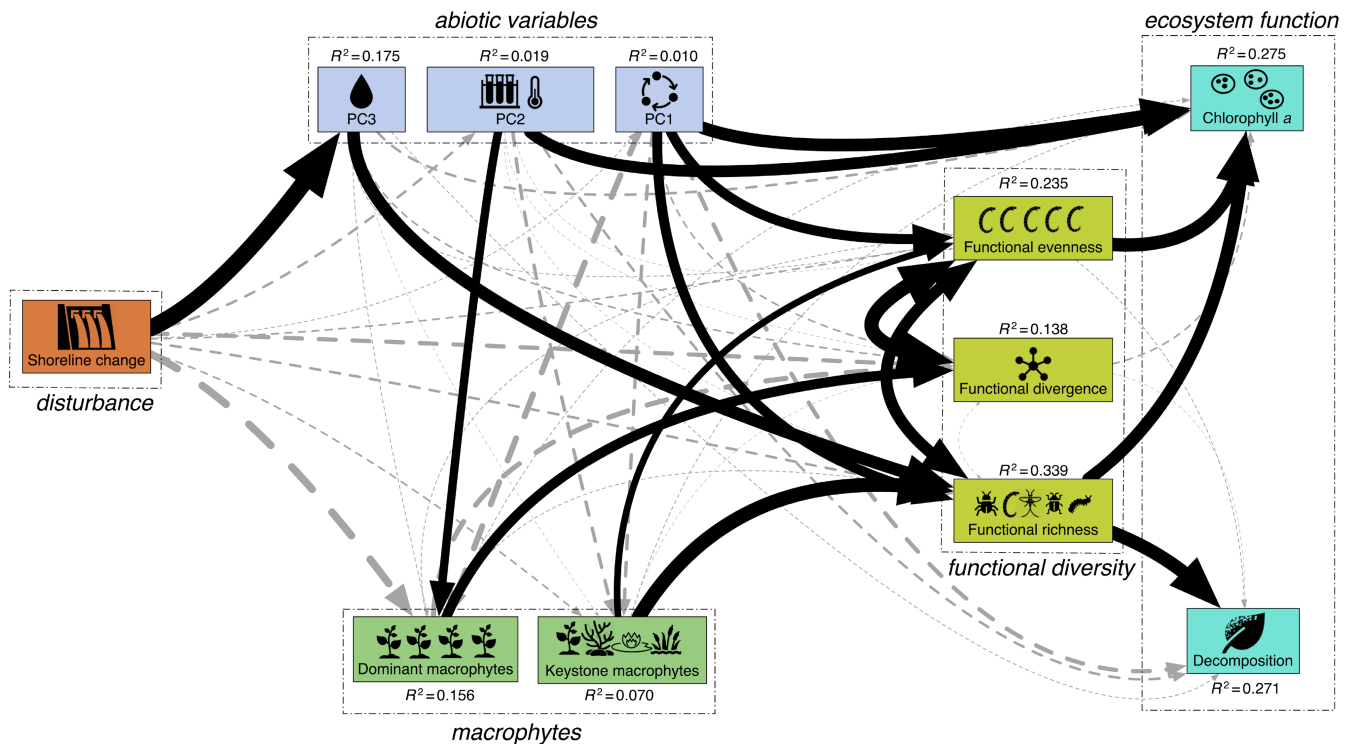 abiotic variables
ecosystem function
R² = 0.175
R² = 0.019
R² = 0.010
R² = 0.275
PC3
PC2
PC1
Chlorophyll a
R² = 0.235
Functional evenness
Shoreline change
disturbance
R² = 0.138
Functional divergence
R² = 0.339
Functional richness
functional diversity
Dominant macrophytes
Keystone macrophytes
R² = 0.156
R² = 0.070
macrophytes
Decomposition
R² = 0.271